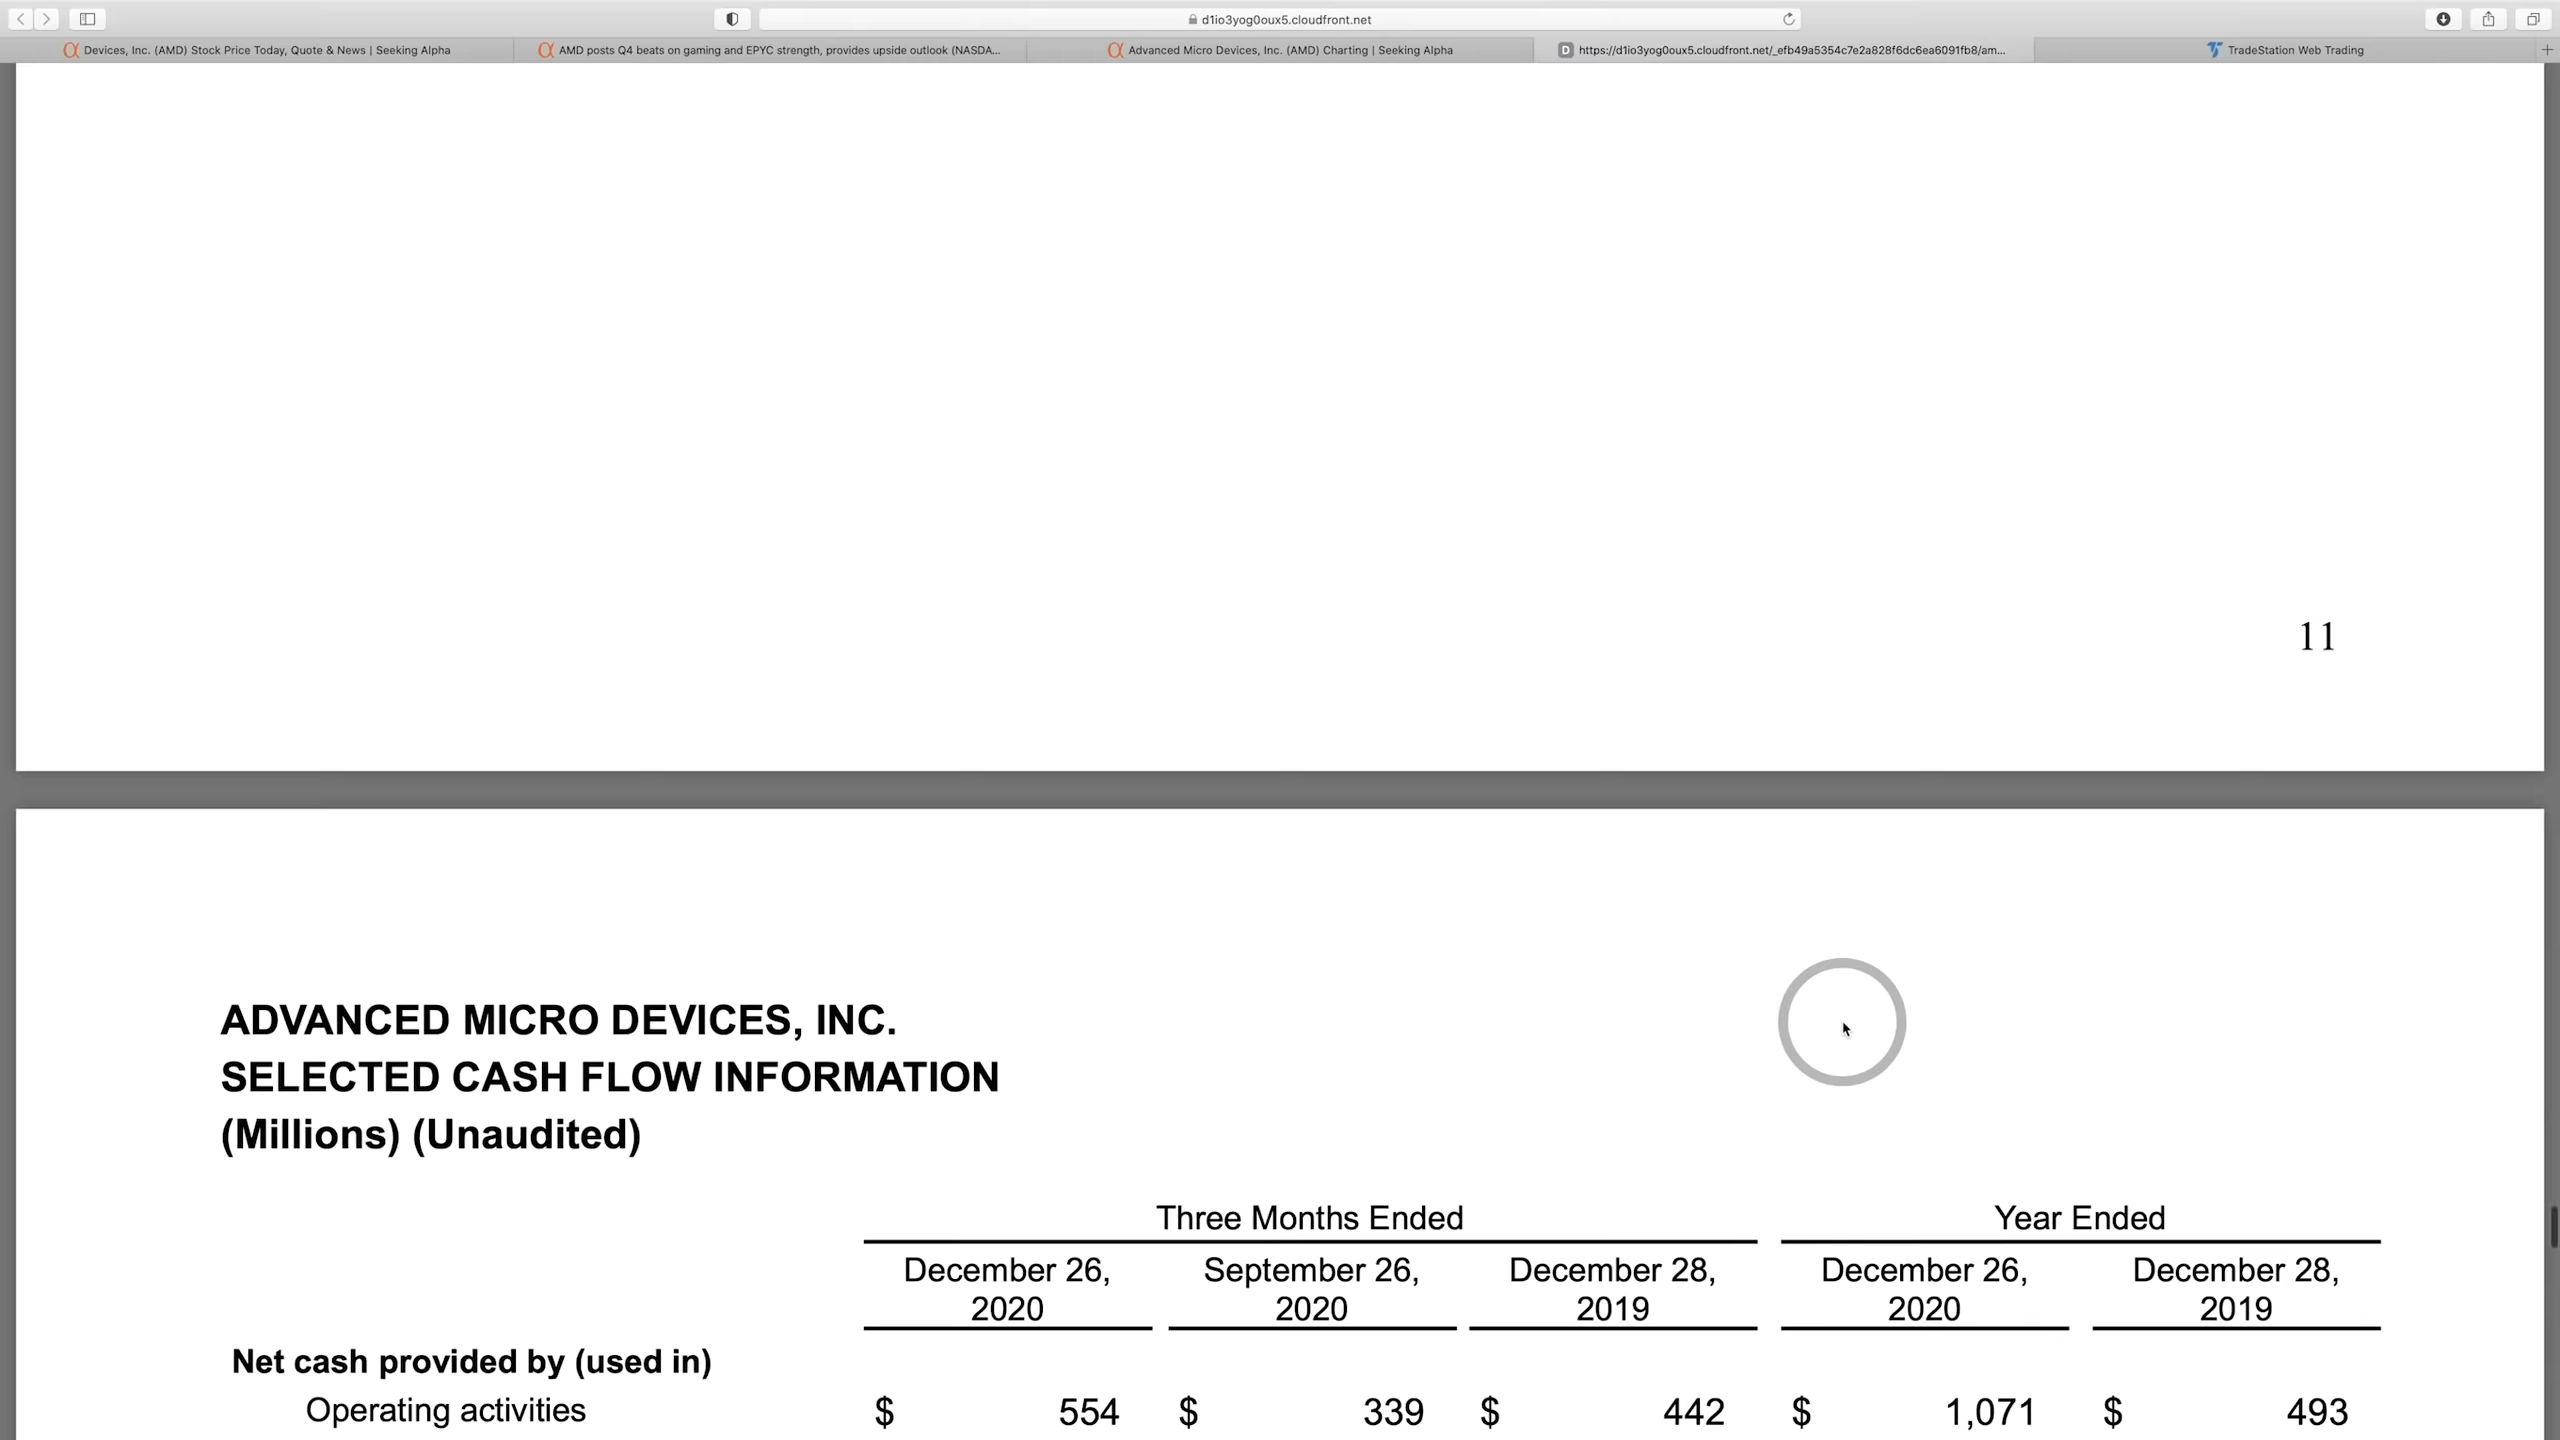 d1io3yog0oux5.cloudfront.net
Devices, Inc. (AMD) Stock Price Today, Quote & News | Seeking Alpha
AMD posts Q4 beats on gaming and EPYC strength, provides upside outlook (NASDA...
Advanced Micro Devices, Inc. (AMD) Charting | Seeking Alpha
D https://d1io3yog0oux5.cloudfront.net/_efb49a5354c7e2a828f6dc6ea6091fb8/am...
TradeStation Web Trading
11
ADVANCED MICRO DEVICES, INC.
SELECTED CASH FLOW INFORMATION
(Millions) (Unaudited)
Three Months Ended Year Ended
December 26, 2020 September 26, 2020 December 28, 2019 December 26, 2020 December 28, 2019
Net cash provided by (used in)
Operating activities $ 554 $ 339 $ 442 $ 1,071 $ 493